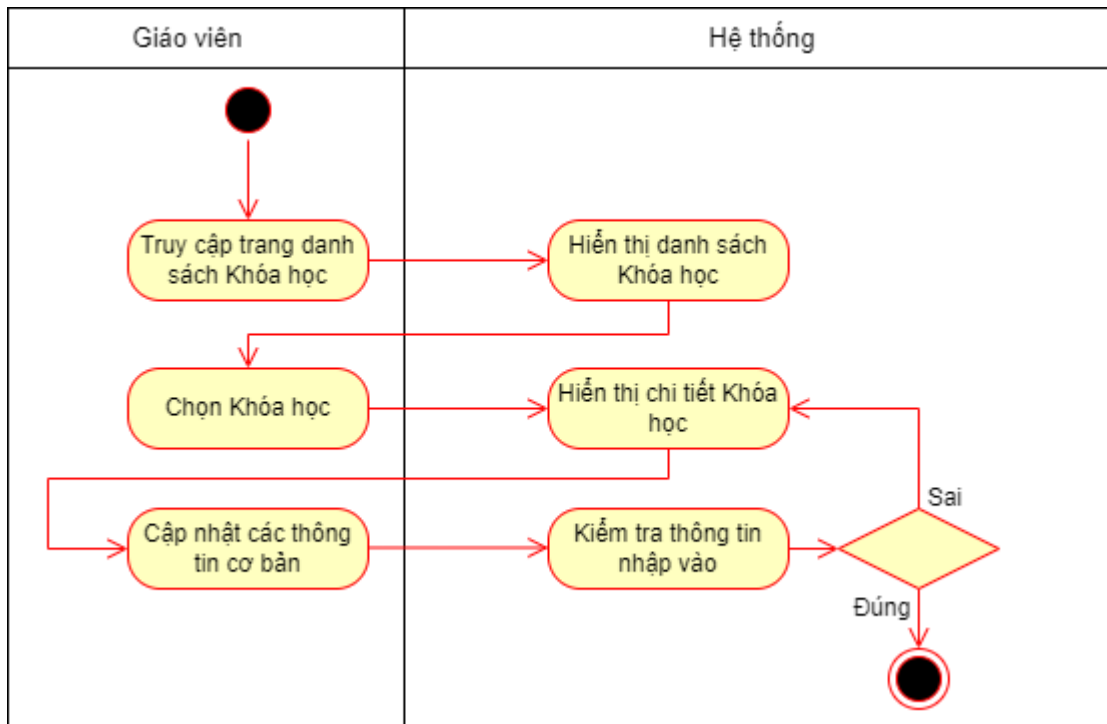 Giáo viên
Hệ thống
Truy cập trang danh
sách Khóa học
Hiển thị danh sách
Khóa học
Chọn Khóa học
Hiển thị chi tiết Khóa
học
Sai
Cập nhật các thông
tin cơ bản
Kiểm tra thông tin
nhập vào
Đúng